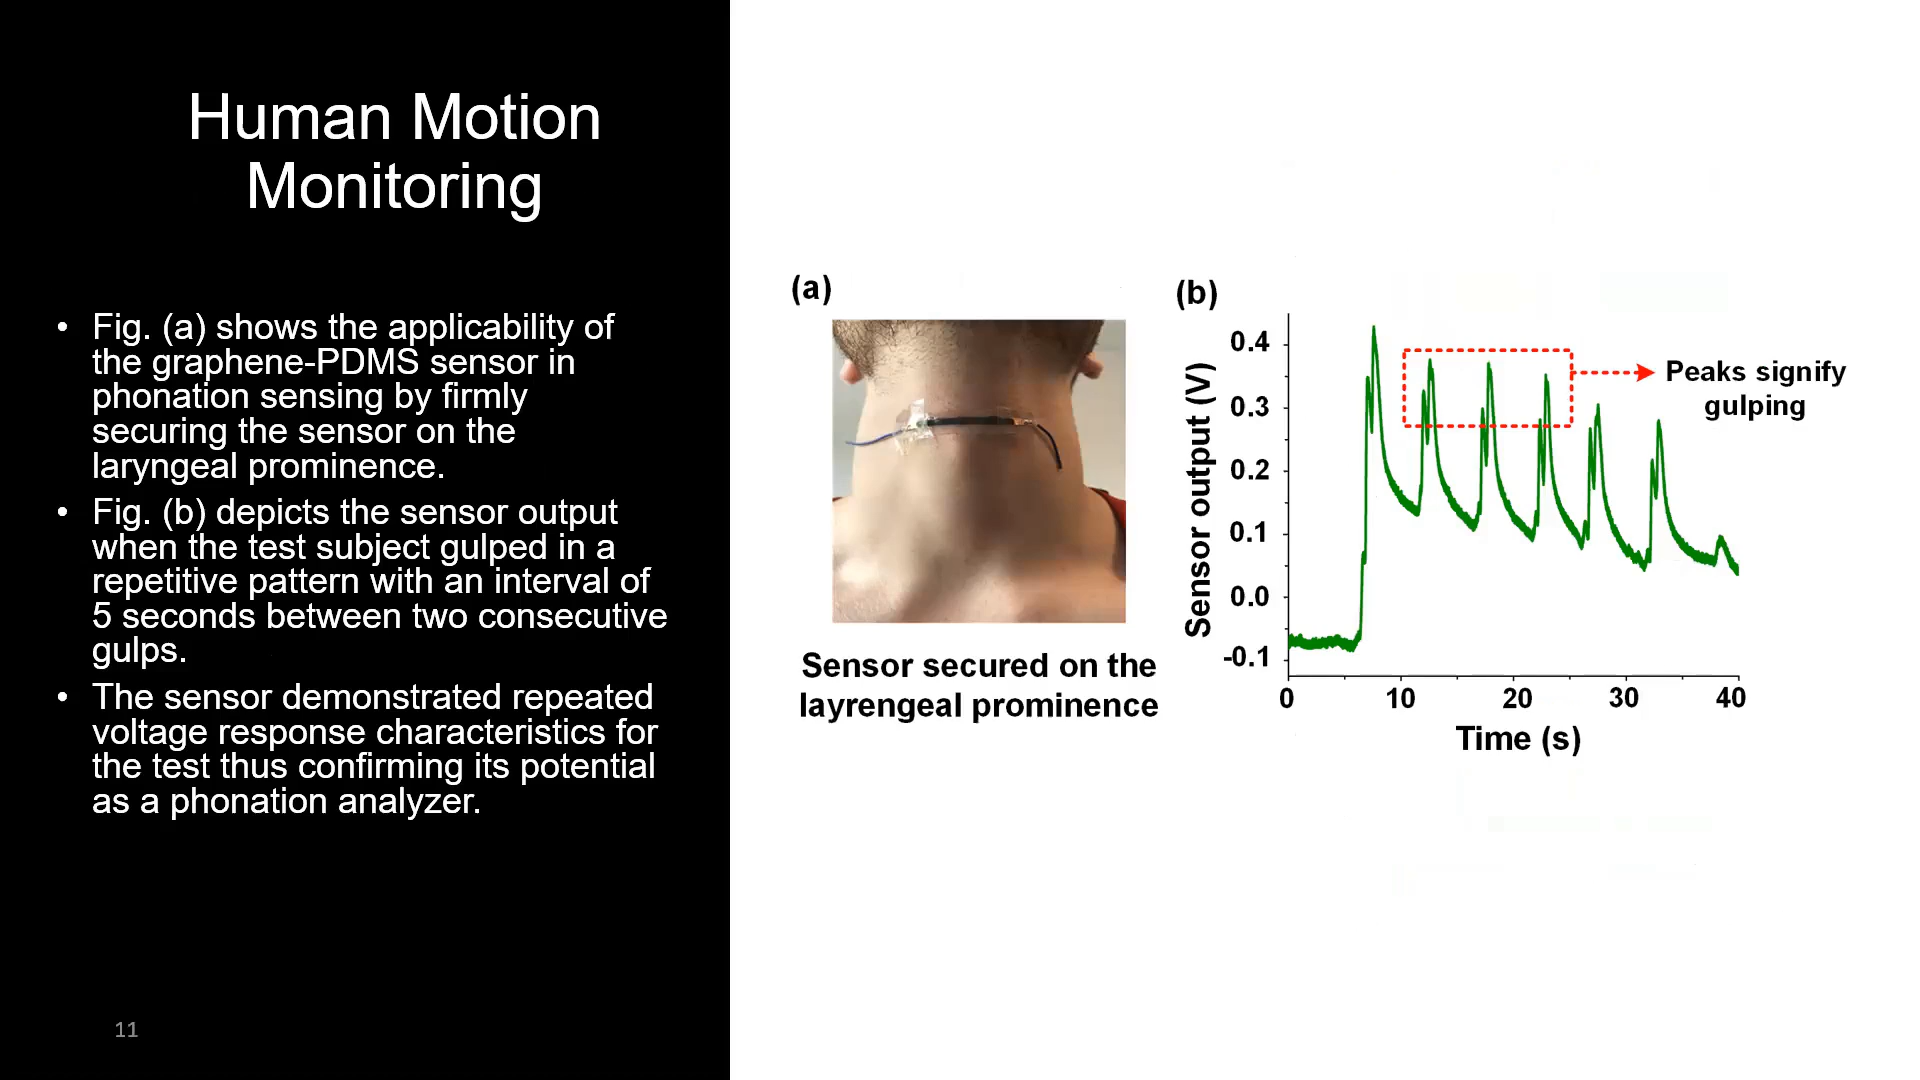 Human Motion
Monitoring
• Fig. (a) shows the applicability of
the graphene-PDMS sensor in
phonation sensing by firmly
securing the sensor on the
laryngeal prominence.
• Fig. (b) depicts the sensor output
when the test subject gulped in a
repetitive pattern with an interval of
5 seconds between two consecutive
gulps.
• The sensor demonstrated repeated
voltage response characteristics for
the test thus confirming its potential
as a phonation analyzer.
11
(a)
Sensor secured on the
layrengeal prominence
(b)
Sensor output (V)
0.4
0.3
0.2
0.1
0.0
-0.1
0 10 20 30 40
Time (s)
Peaks signify
gulping